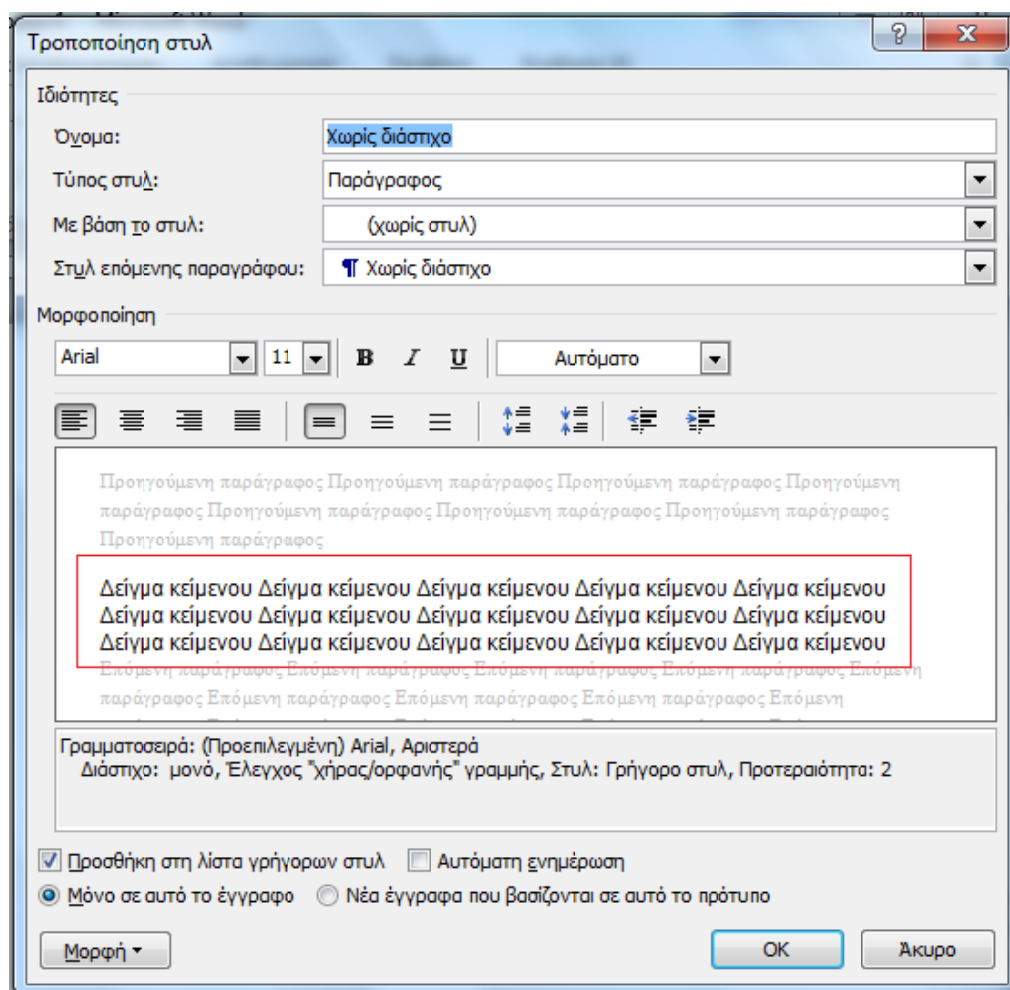 Τροποποίηση στυλ
Ιδιότητες
Όνομα: Χωρίς διάστιχο
Τύπος στυλ: Παράγραφος
Με βάση το στυλ: (χωρίς στυλ)
Στυλ επόμενης παραγράφου: ¶ Χωρίς διάστιχο
Μορφοποίηση
Arial 11 B I U Αυτόματο
Προηγούμενη παράγραφος Προηγούμενη παράγραφος Προηγούμενη παράγραφος Προηγούμενη
παράγραφος Προηγούμενη παράγραφος Προηγούμενη παράγραφος Προηγούμενη παράγραφος
Προηγούμενη παράγραφος
Δείγμα κείμενου Δείγμα κείμενου Δείγμα κείμενου Δείγμα κείμενου Δείγμα κείμενου
Δείγμα κείμενου Δείγμα κείμενου Δείγμα κείμενου Δείγμα κείμενου Δείγμα κείμενου
Δείγμα κείμενου Δείγμα κείμενου Δείγμα κείμενου Δείγμα κείμενου Δείγμα κείμενου
Επόμενη παράγραφος Επόμενη παράγραφος Επόμενη παράγραφος Επόμενη παράγραφος Επόμενη
παράγραφος Επόμενη παράγραφος Επόμενη παράγραφος Επόμενη παράγραφος Επόμενη
Γραμματοσειρά: (Προεπιλεγμένη) Arial, Αριστερά
Διάστιχο: μονό, Έλεγχος "χήρας/ορφανής" γραμμής, Στυλ: Γρήγορο στυλ, Προτεραιότητα: 2
Προσθήκη στη λίστα γρήγορων στυλ Αυτόματη ενημέρωση
Μόνο σε αυτό το έγγραφο Νέα έγγραφα που βασίζονται σε αυτό το πρότυπο
Μορφή OK Άκυρο